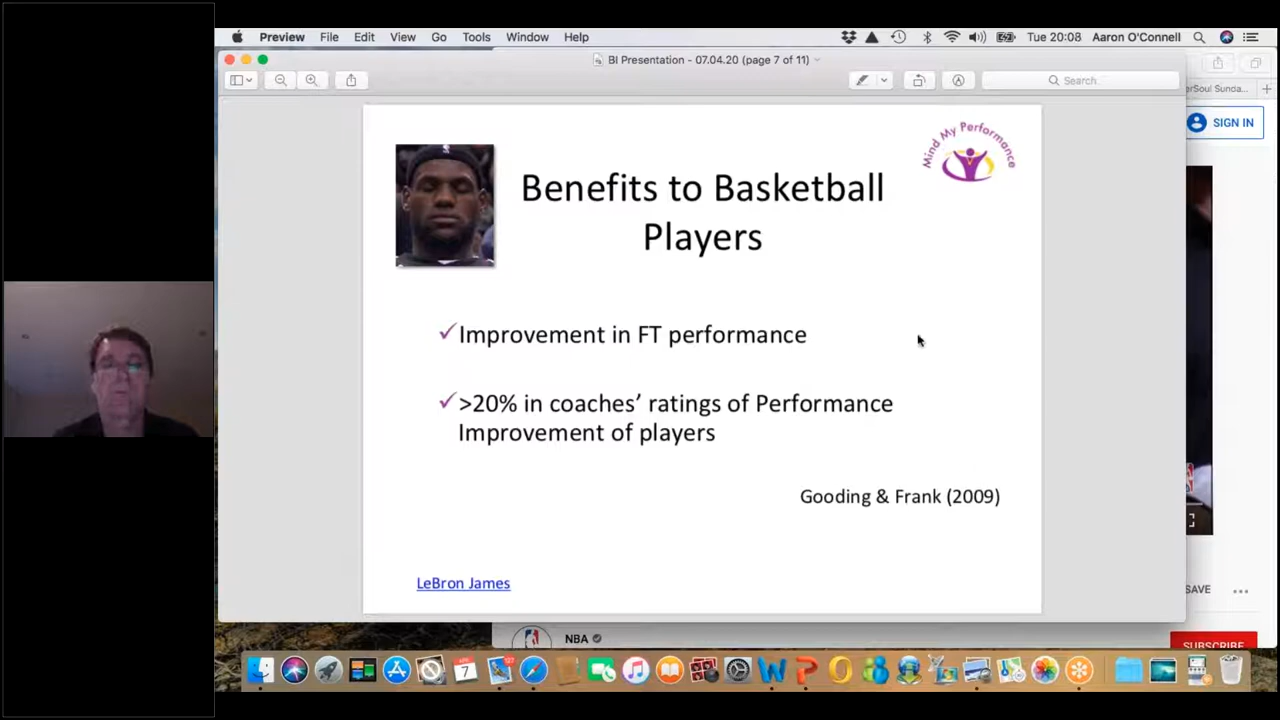 Preview File Edit View Go Tools Window Help
Tue 20:08 Aaron O'Connell
BI Presentation - 07.04.20 (page 7 of 11)
Search
erSoul Sunda...
SIGN IN
Mind My Performance
Benefits to Basketball
Players
✓Improvement in FT performance
✓>20% in coaches’ ratings of Performance
Improvement of players
Gooding & Frank (2009)
LeBron James
SAVE
NBA
SUBSCRIBE
7